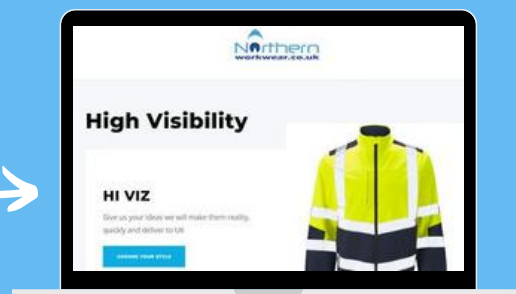 Northern
workwear.co.uk
High Visibility
HI VIZ
Give us your ideas we will make them reality,
quickly and deliver to UK
CHOOSE YOUR STYLE